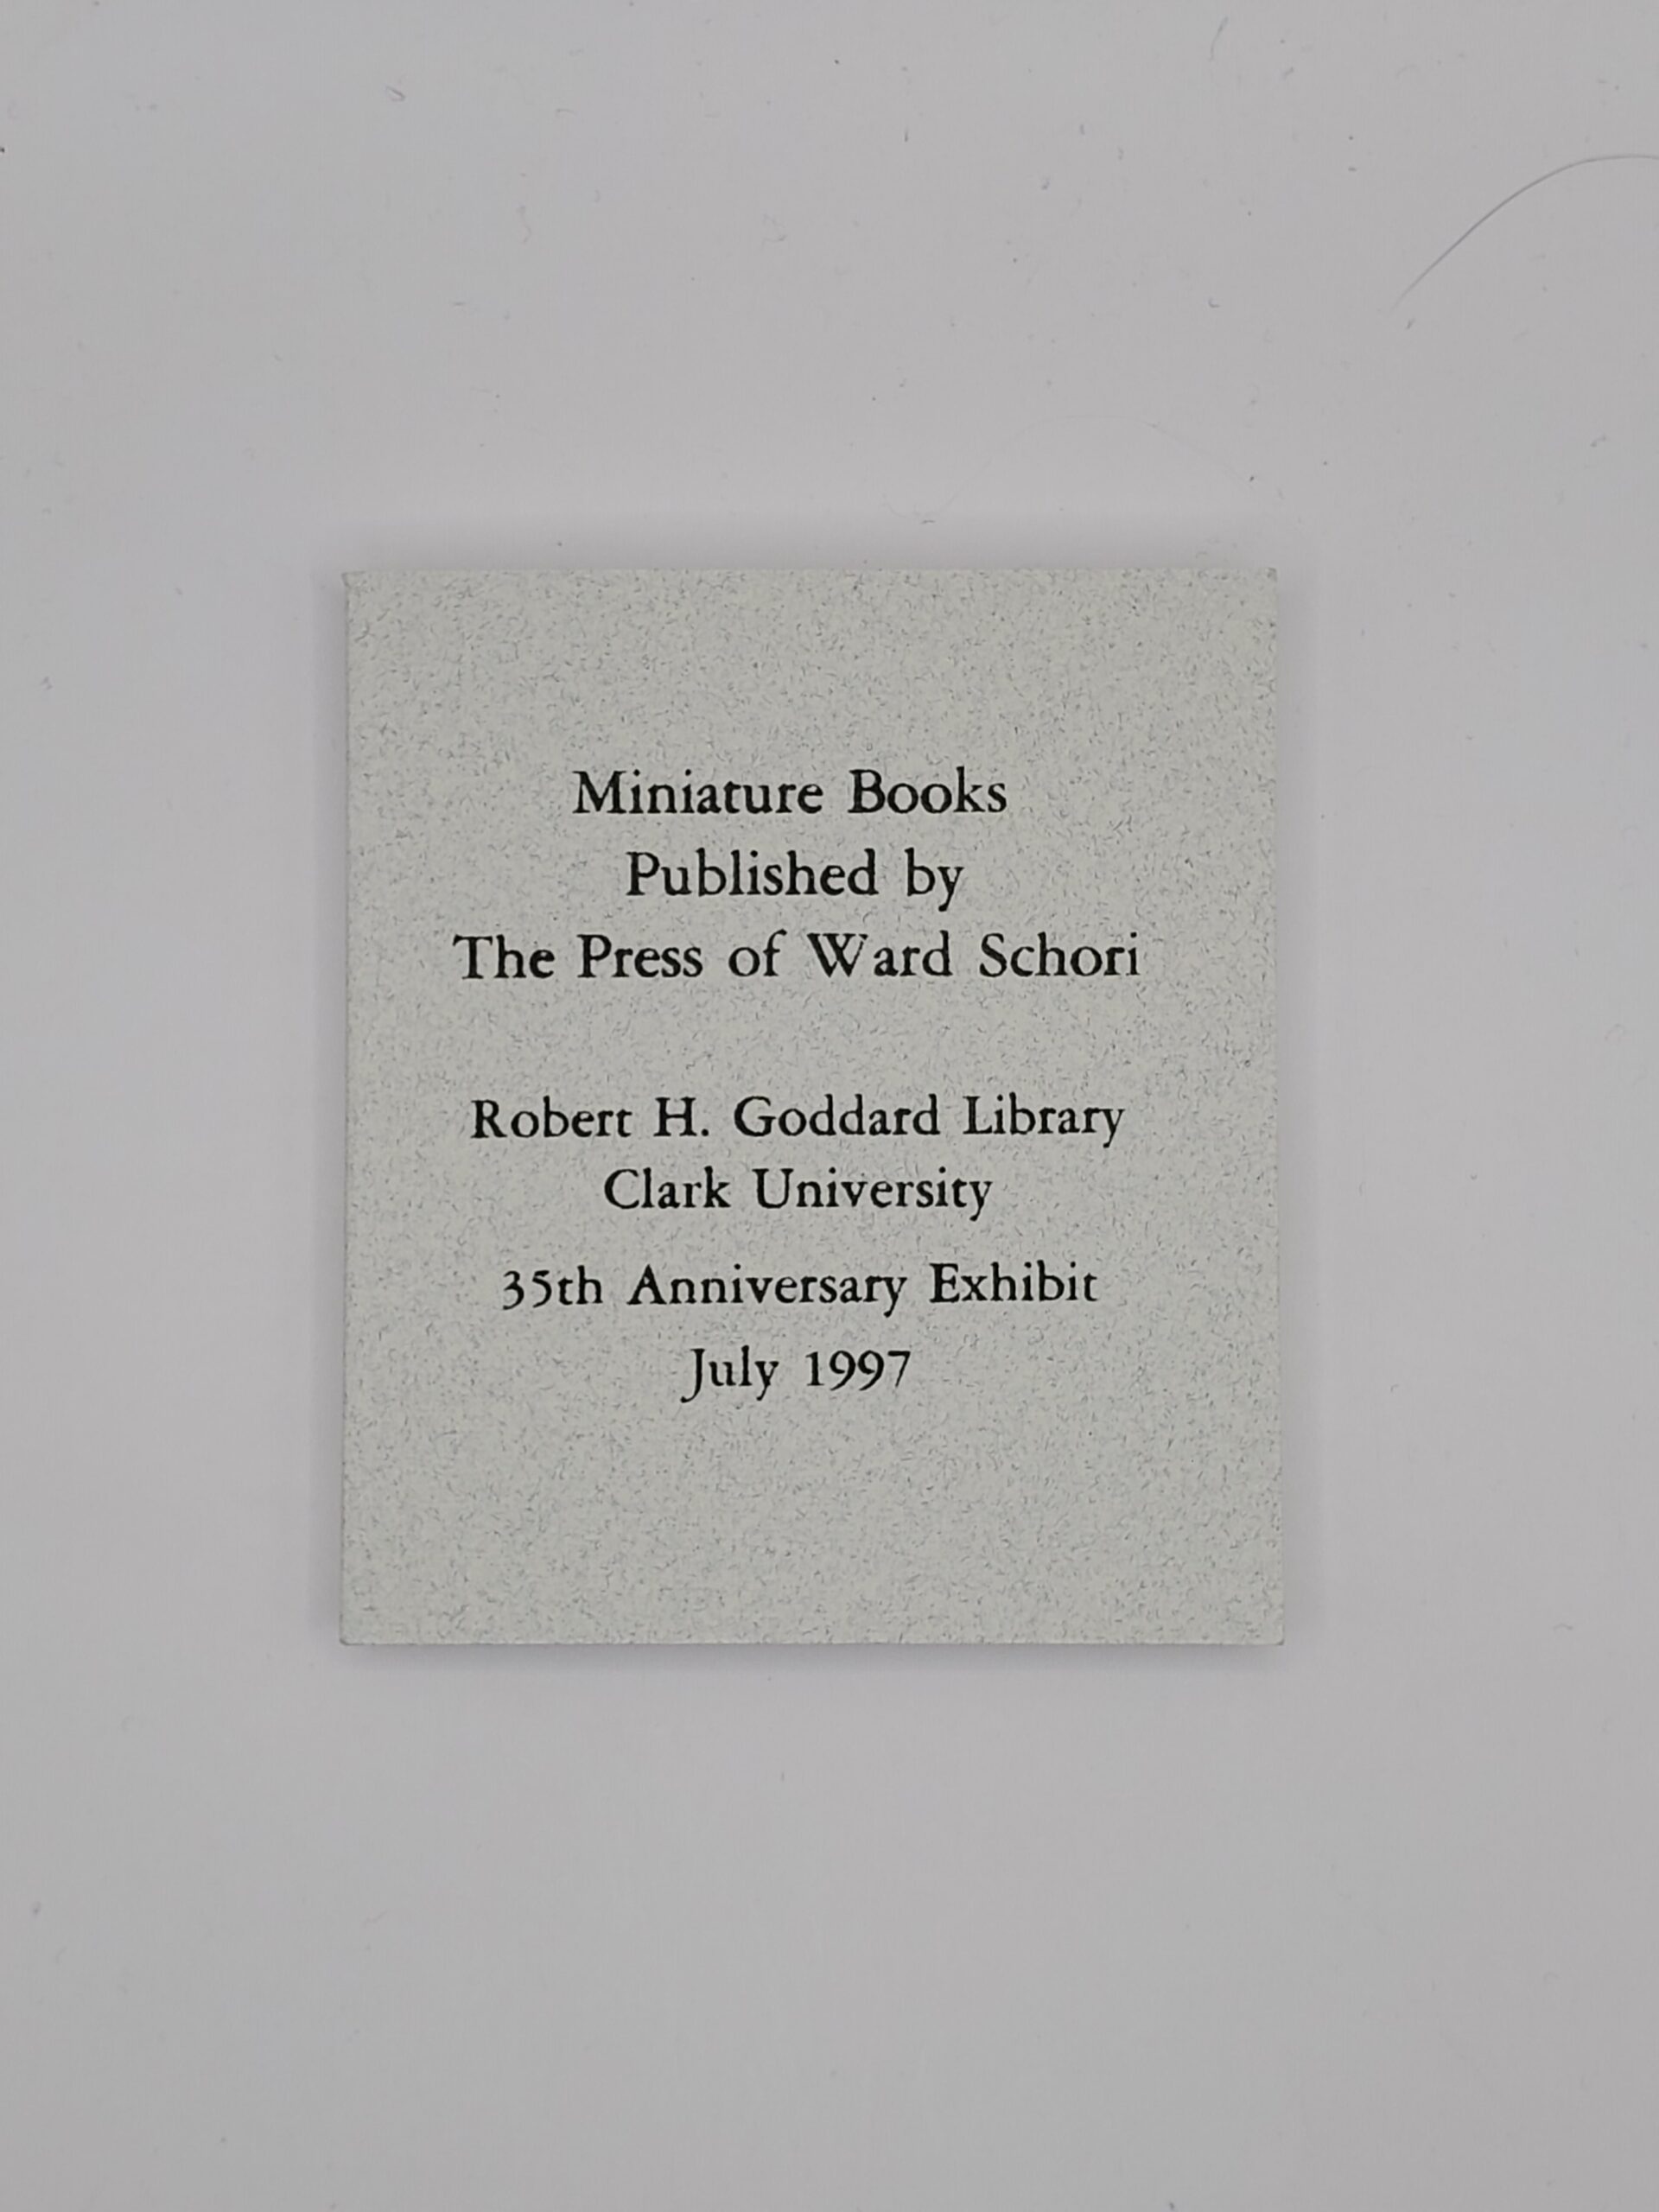 Miniature Books
Published by
The Press of Ward Schori
Robert H. Goddard Library
Clark University
35th Anniversary Exhibit
July 1997